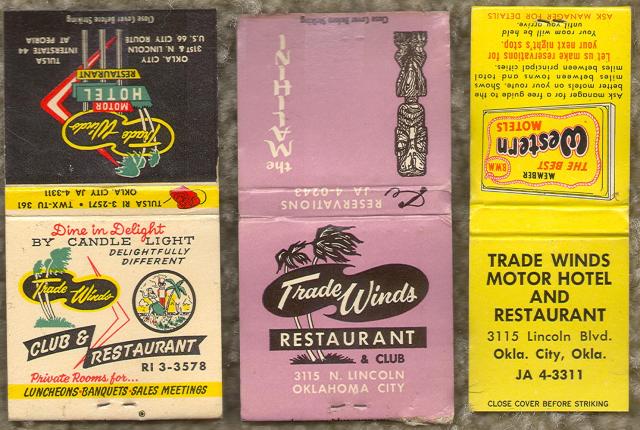 Trade Winds
MOTOR
HOTEL
RESTAURANT
OKLA. CITY
31ST N. LINCOLN
U.S. 66 CITY ROUTE
TULSA
INTERSTATE 44
AT PEORIA
Close Cover Before Striking
TULSA RI 3-2571 • TWX-TU 361
OKLA CITY JA 4-3311
Dine in Delight
BY CANDLE LIGHT
DELIGHTFULLY
DIFFERENT
Trade Winds
CLUB &
RESTAURANT
RI 3-3578
Private Rooms for...
LUNCHEONS·BANQUETS·SALES MEETINGS
the
WAHINI
Close Cover Before Striking
RESERVATIONS
JA 4-0243
Trade Winds
RESTAURANT
& CLUB
3115 N. LINCOLN
OKLAHOMA CITY
MEMBER
THE BEST
Western
MOTELS
B.W.M.
Ask manager for a free guide to the
better motels on your route. Shows
miles between towns and total
miles between principal cities.
Let us make reservations for
your next night's stop.
Your room will be held
until you arrive.
ASK MANAGER FOR DETAILS
TRADE WINDS
MOTOR HOTEL
AND
RESTAURANT
3115 Lincoln Blvd.
Okla. City, Okla.
JA 4-3311
CLOSE COVER BEFORE STRIKING